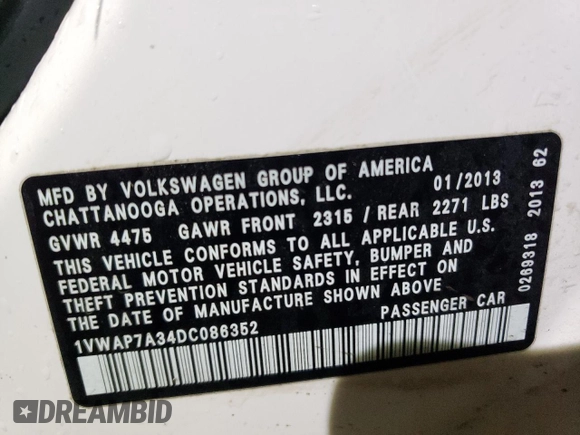 MFD BY VOLKSWAGEN GROUP OF AMERICA
CHATTANOOGA OPERATIONS, LLC. 01/2013
GVWR 4475 GAWR FRONT 2315 / REAR 2271 LBS
THIS VEHICLE CONFORMS TO ALL APPLICABLE U.S.
FEDERAL MOTOR VEHICLE SAFETY, BUMPER AND
THEFT PREVENTION STANDARDS IN EFFECT ON
THE DATE OF MANUFACTURE SHOWN ABOVE
1VWAP7A34DC086352 PASSENGER CAR
0269318 2013 62
DREAMBID